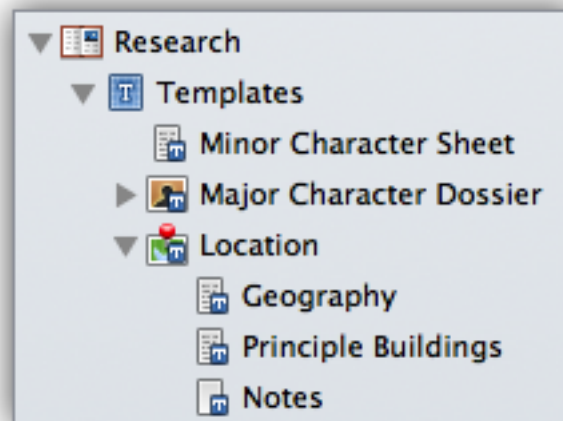 Research
Templates
Minor Character Sheet
Major Character Dossier
Location
Geography
Principle Buildings
Notes